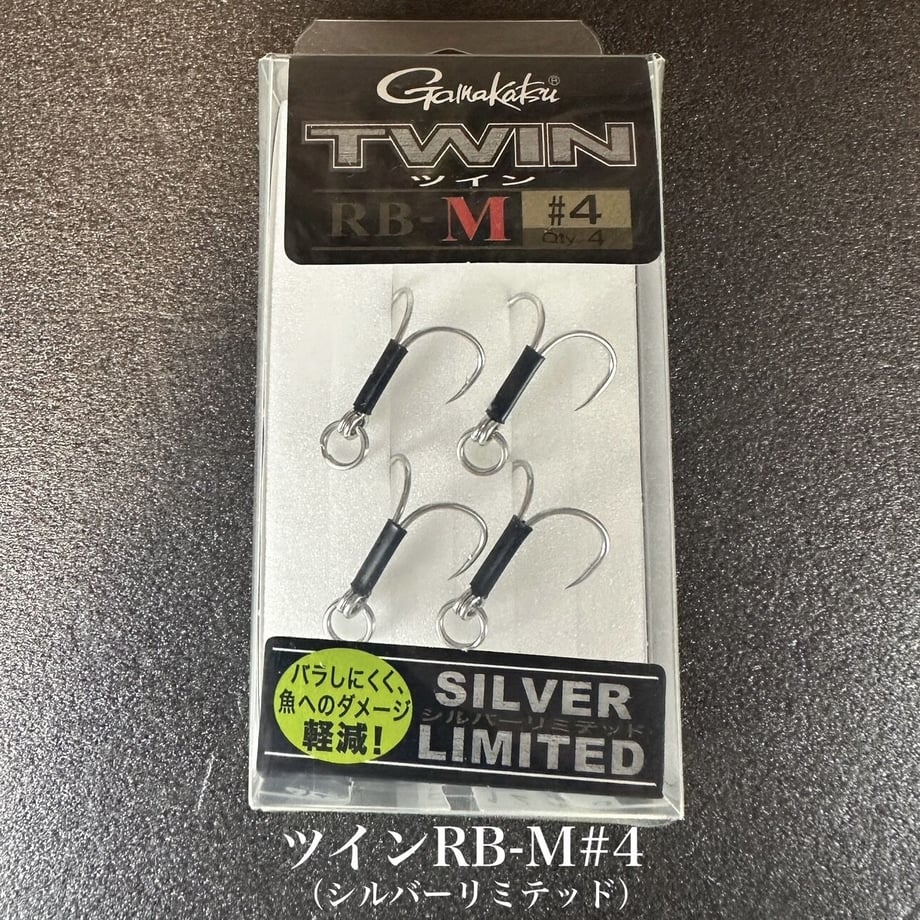 Gamakatsu®
TWIN
ツイン
RB-M
#4
Qty 4
バラしにくく、
魚へのダメージ
軽減！
SILVER
シルバーリミテッド
LIMITED
ツインRB-M#4
（シルバーリミテッド）